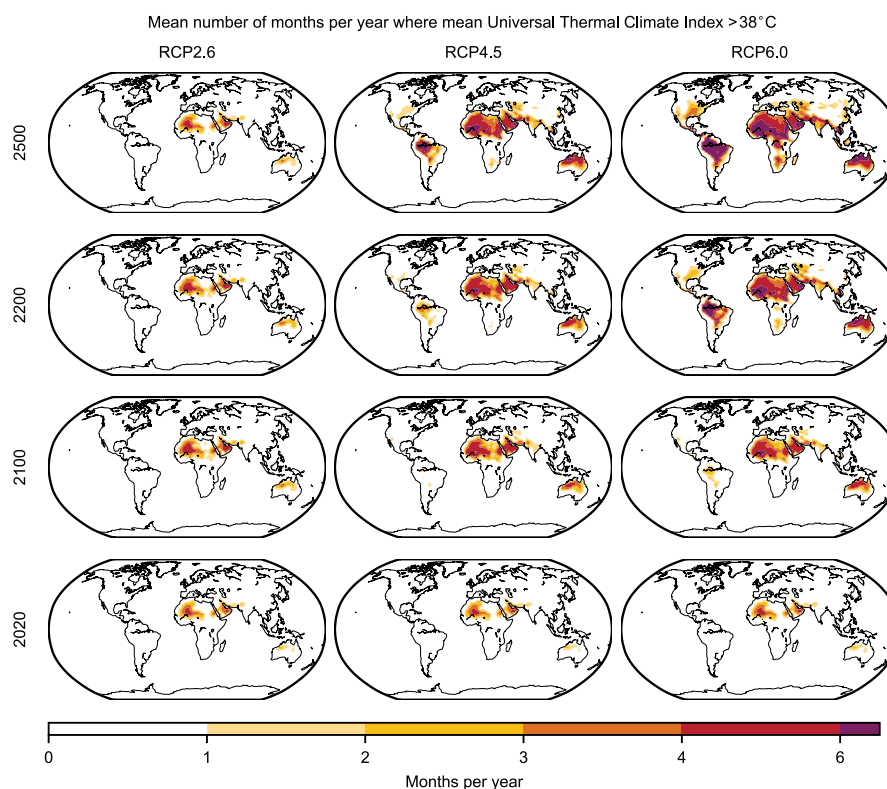 Mean number of months per year where mean Universal Thermal Climate Index >38°C
RCP2.6 RCP4.5 RCP6.0
2500
2200
2100
2020
0 1 2 3 4 6
Months per year